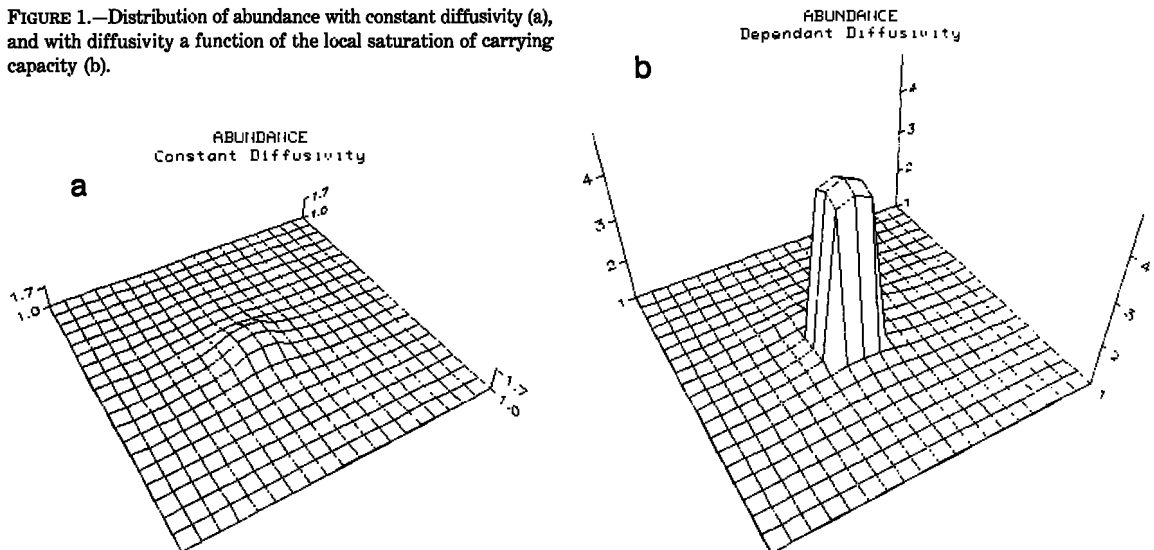 FIGURE 1.—Distribution of abundance with constant diffusivity (a),
and with diffusivity a function of the local saturation of carrying
capacity (b).
ABUNDANCE
Constant Diffusivity
a
1.7
1.0
1.7
1.0
1.7
1.0
ABUNDANCE
Dependant Diffusivity
b
4
3
2
1
4
3
2
1
4
3
2
1